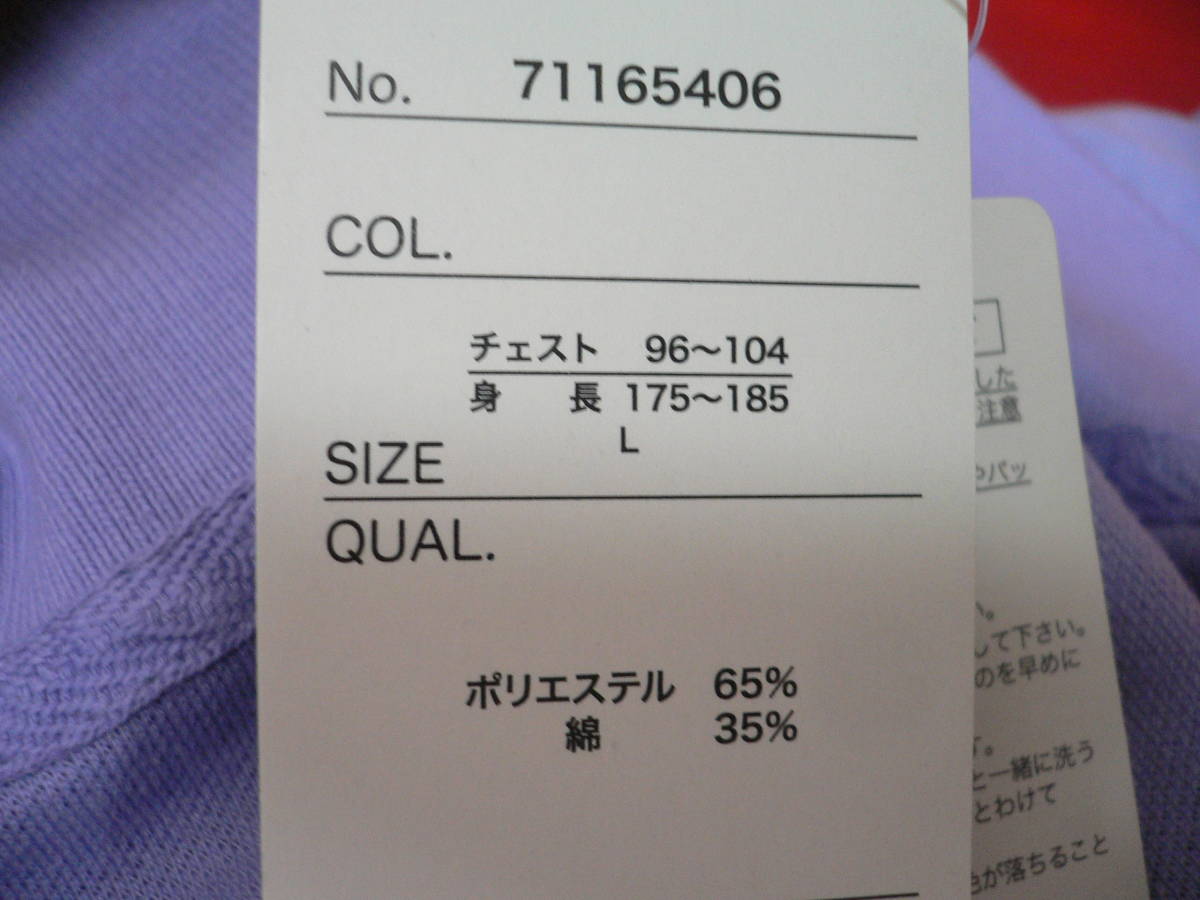 No. 71165406
COL.
チェスト 96～104
身 長 175～185
L
SIZE
QUAL.
ポリエステル 65%
綿 35%
した
注意
パッ
い。
して下さい。
のを早めに
す。
と一緒に洗う
とわけて
色が落ちること